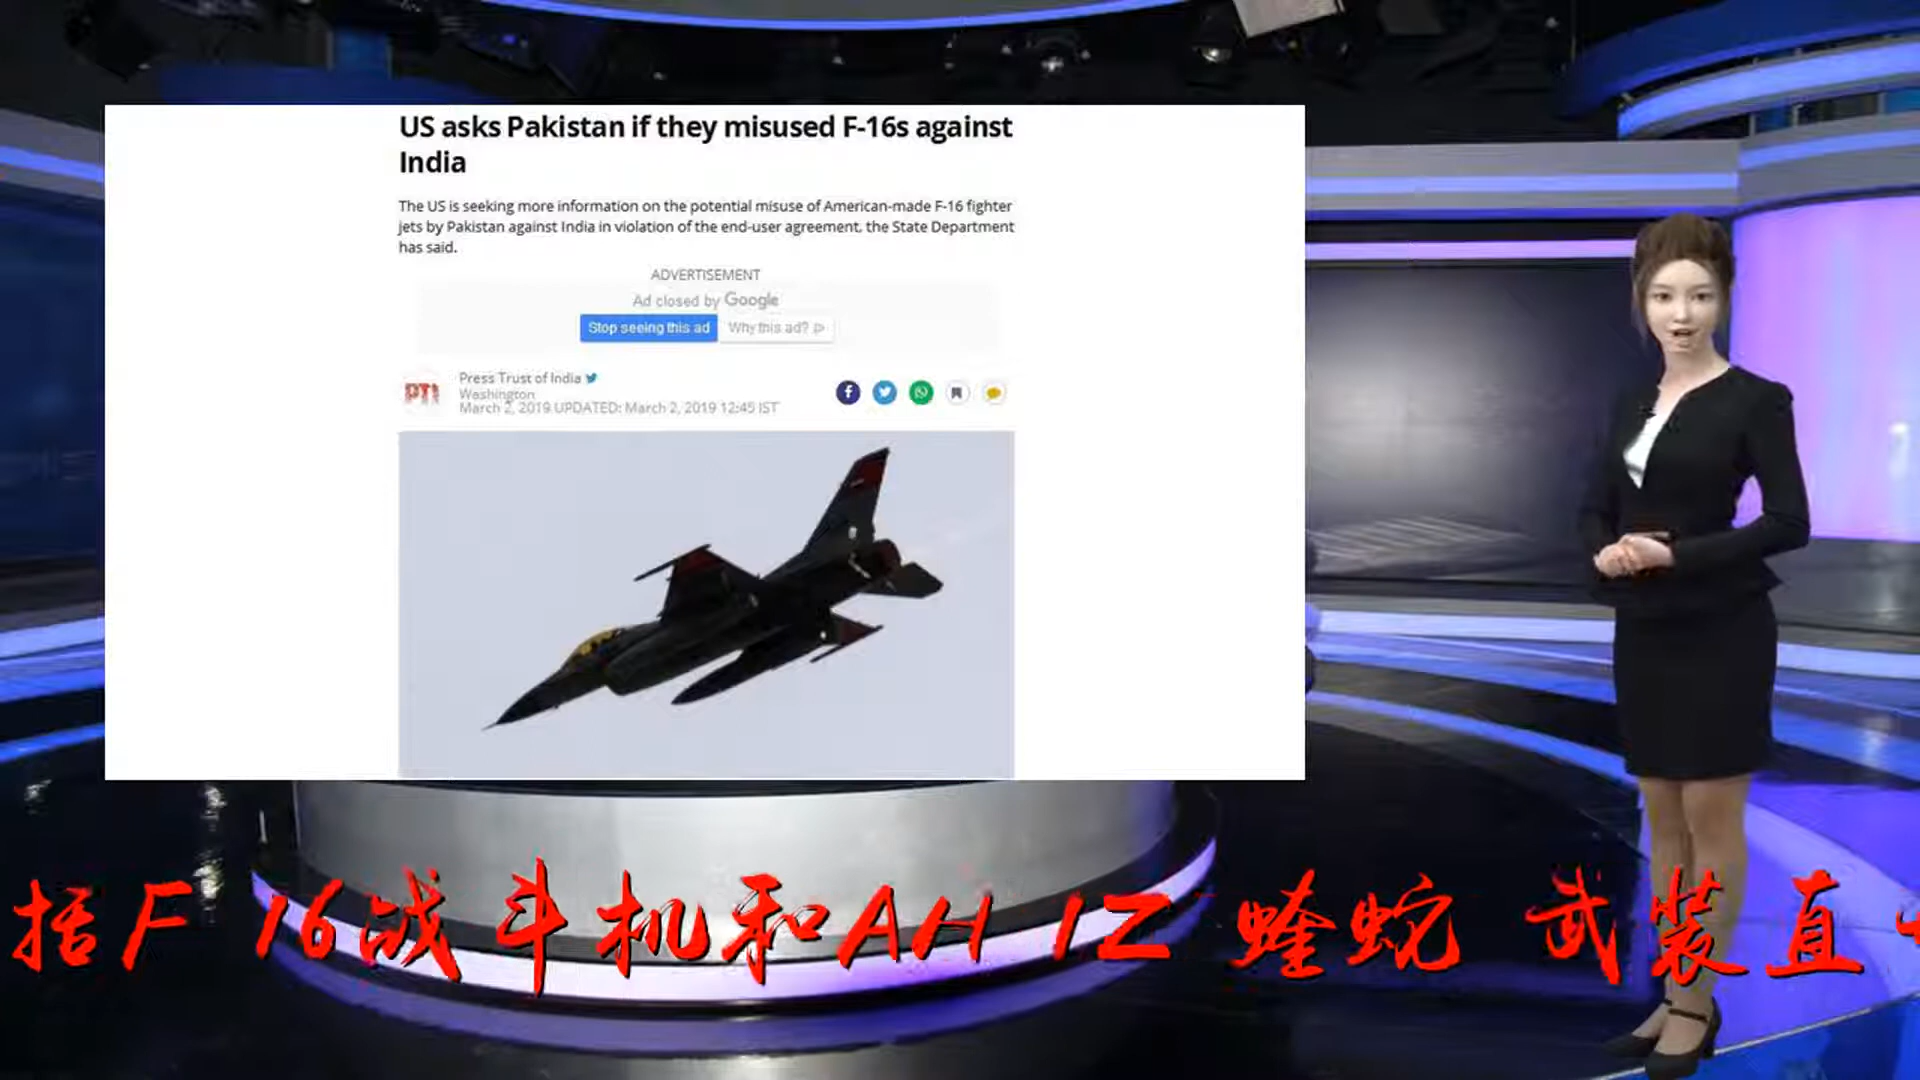 US asks Pakistan if they misused F-16s against
India
The US is seeking more information on the potential misuse of American-made F-16 fighter
jets by Pakistan against India in violation of the end-user agreement, the State Department
has said.
ADVERTISEMENT
Ad closed by Google
Stop seeing this ad
Why this ad?
PTI
Press Trust of India
Washington
March 2, 2019 UPDATED: March 2, 2019 12:45 IST
括F 16战斗机和AH 1Z 蝰蛇 武装直